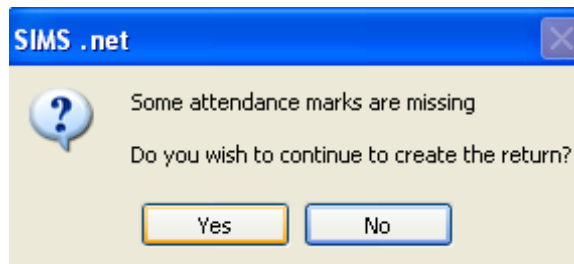 SIMS .net
Some attendance marks are missing
Do you wish to continue to create the return?
Yes No